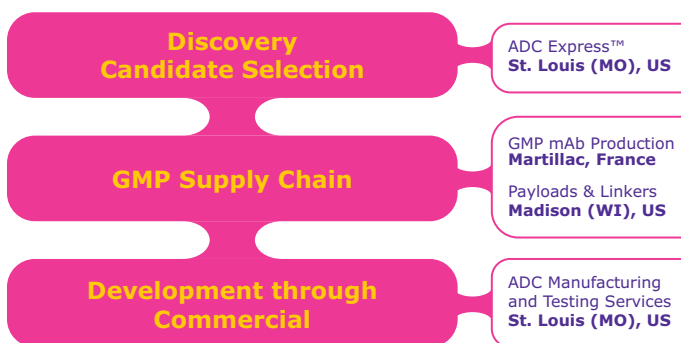 Discovery
Candidate Selection
ADC Express™
St. Louis (MO), US
GMP Supply Chain
GMP mAb Production
Martillac, France
Payloads & Linkers
Madison (WI), US
Development through
Commercial
ADC Manufacturing
and Testing Services
St. Louis (MO), US